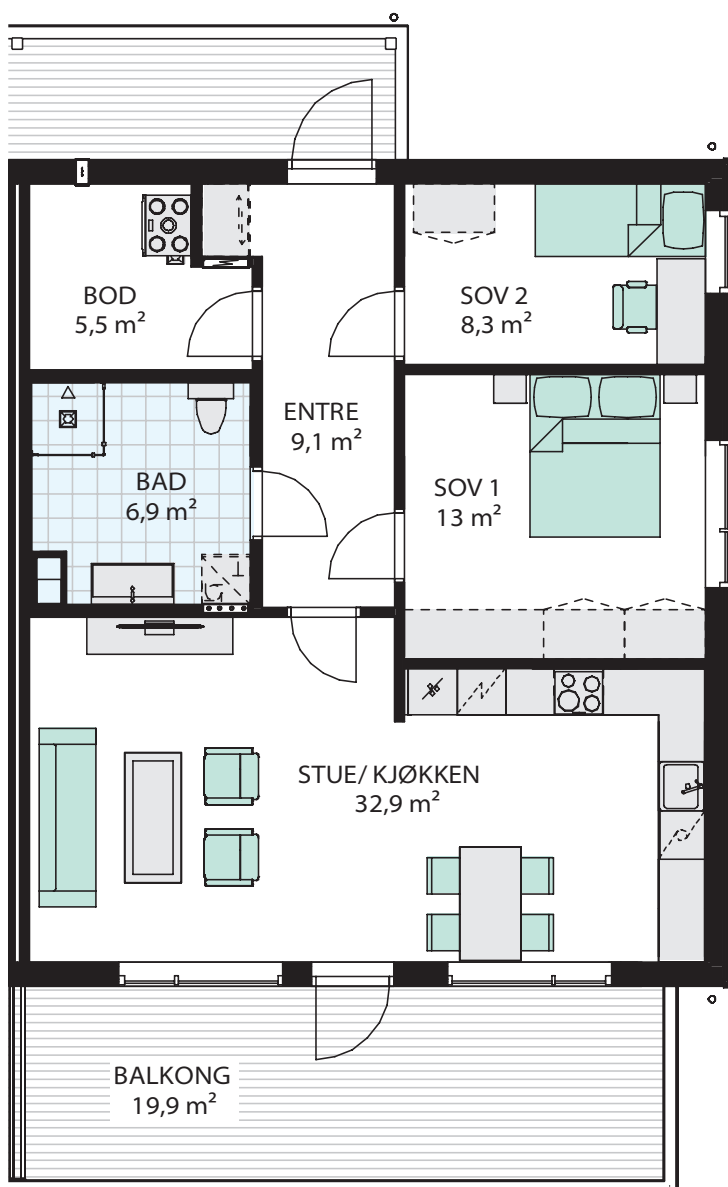 BOD
5,5 m²
SOV 2
8,3 m²
ENTRE
9,1 m²
BAD
6,9 m²
SOV 1
13 m²
STUE/ KJØKKEN
32,9 m²
BALKONG
19,9 m²